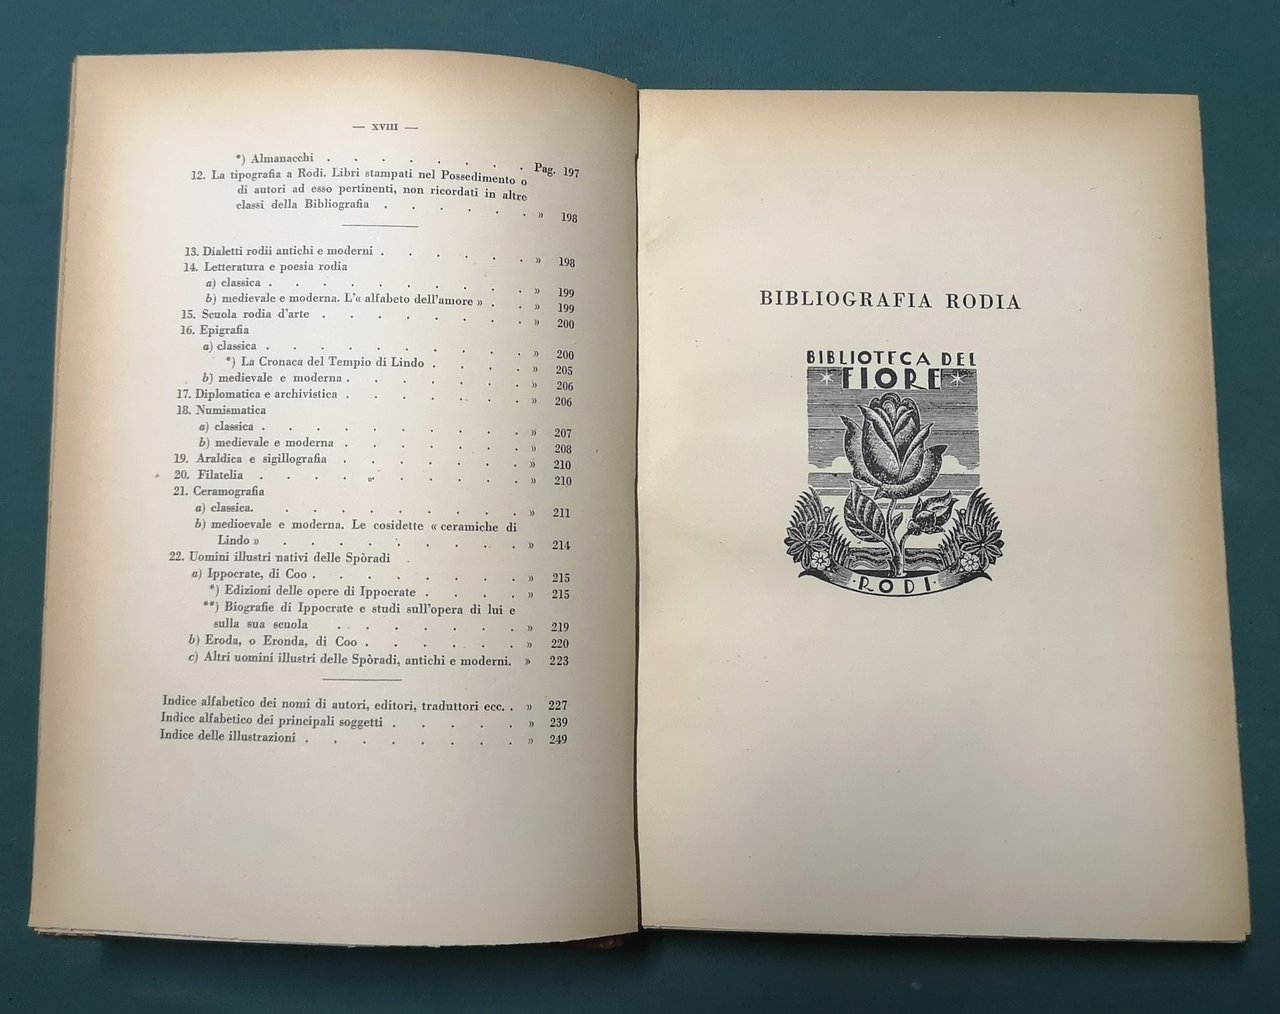 — XVIII —
*) Almanacchi . . . . . . . . Pag. 197
12. La tipografia a Rodi. Libri stampati nel Possedimento o
di autori ad esso pertinenti, non ricordati in altre
classi della Bibliografia . . . . . . » 198
13. Dialetti rodii antichi e moderni . . . . . . » 198
14. Letteratura e poesia rodia
a) classica . . . . . . . . . . » 199
b) medievale e moderna. L'« alfabeto dell'amore » . . » 199
15. Scuola rodia d'arte . . . . . . . . » 200
16. Epigrafia
a) classica . . . . . . . . . . » 200
*) La Cronaca del Tempio di Lindo . . . . » 205
b) medievale e moderna . . . . . . . » 206
17. Diplomatica e archivistica . . . . . . . » 206
18. Numismatica
a) classica . . . . . . . . . . » 207
b) medievale e moderna . . . . . . . » 208
19. Araldica e sigillografia . . . . . . . » 210
20. Filatelia . . . . . . . . . . » 210
21. Ceramografia
a) classica. . . . . . . . . . » 211
b) medioevale e moderna. Le cosidette « ceramiche di
Lindo » . . . . . . . . . » 214
22. Uomini illustri nativi delle Spòradi
a) Ippocrate, di Coo . . . . . . . . » 215
*) Edizioni delle opere di Ippocrate . . . . » 215
**) Biografie di Ippocrate e studi sull'opera di lui e
sulla sua scuola . . . . . . . » 219
b) Eroda, o Eronda, di Coo . . . . . . » 220
c) Altri uomini illustri delle Spòradi, antichi e moderni. » 223
Indice alfabetico dei nomi di autori, editori, traduttori ecc. . » 227
Indice alfabetico dei principali soggetti . . . . . » 239
Indice delle illustrazioni . . . . . . . . » 249
BIBLIOGRAFIA RODIA
BIBLIOTECA DEL
FIORE
·RODI·